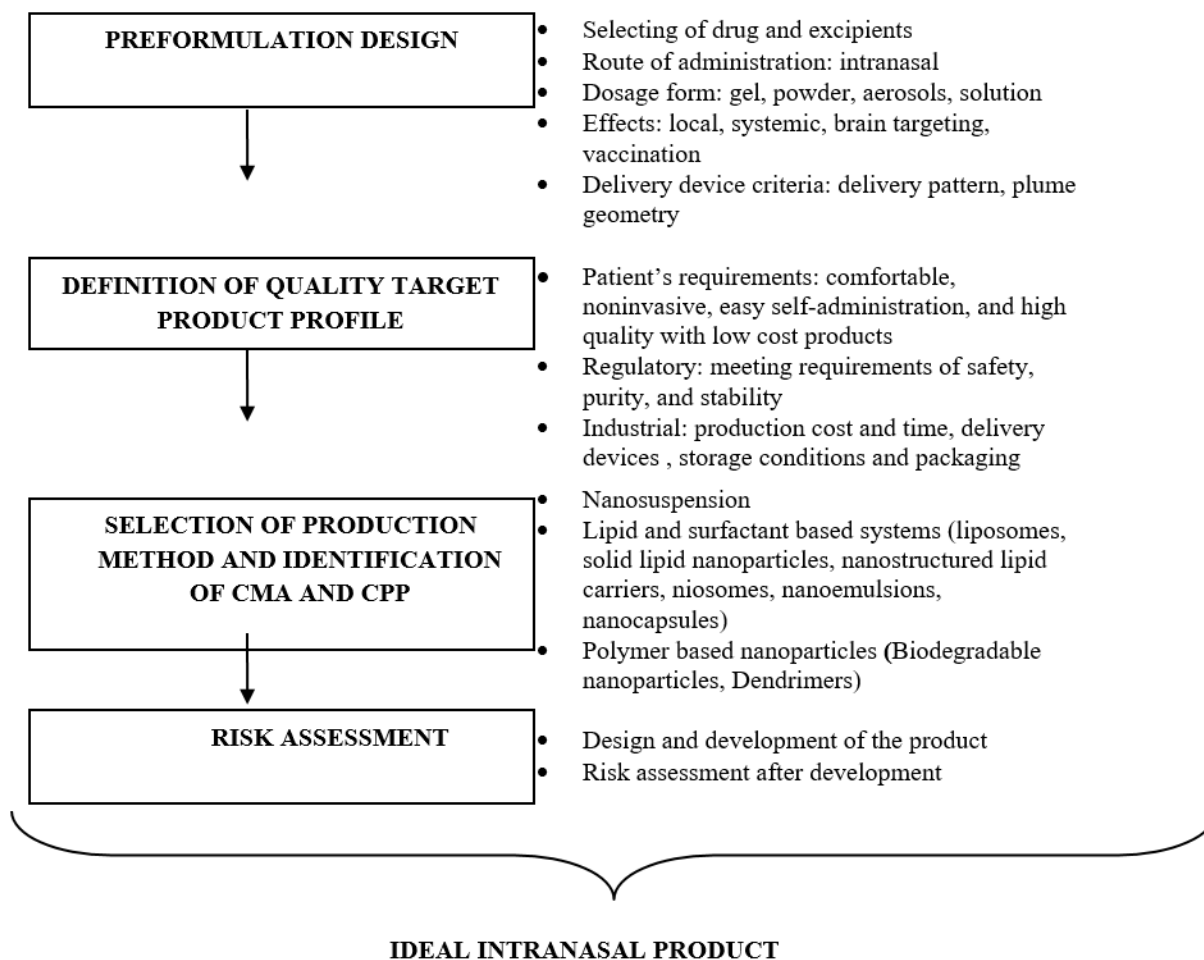 PREFORMULATION DESIGN
• Selecting of drug and excipients
• Route of administration: intranasal
• Dosage form: gel, powder, aerosols, solution
• Effects: local, systemic, brain targeting,
vaccination
• Delivery device criteria: delivery pattern, plume
geometry
DEFINITION OF QUALITY TARGET
PRODUCT PROFILE
• Patient’s requirements: comfortable,
noninvasive, easy self-administration, and high
quality with low cost products
• Regulatory: meeting requirements of safety,
purity, and stability
• Industrial: production cost and time, delivery
devices , storage conditions and packaging
SELECTION OF PRODUCTION
METHOD AND IDENTIFICATION
OF CMA AND CPP
• Nanosuspension
• Lipid and surfactant based systems (liposomes,
solid lipid nanoparticles, nanostructured lipid
carriers, niosomes, nanoemulsions,
nanocapsules)
• Polymer based nanoparticles (Biodegradable
nanoparticles, Dendrimers)
RISK ASSESSMENT
• Design and development of the product
• Risk assessment after development
IDEAL INTRANASAL PRODUCT